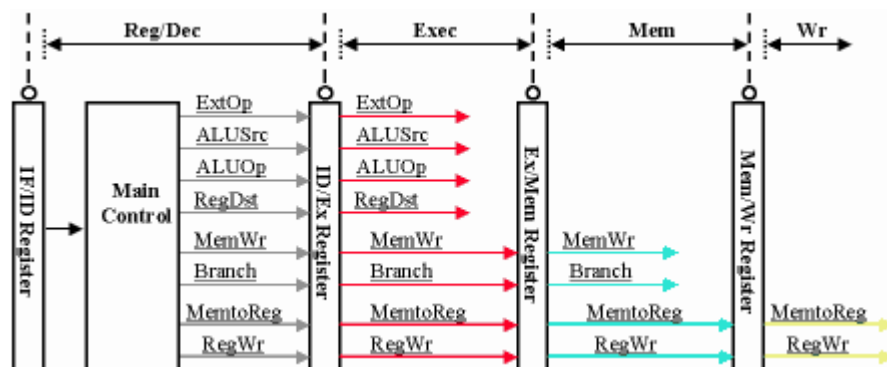 Reg/Dec Exec Mem Wr
ExtOp ExtOp
ALUSrc ALUSrc
ALUOp ALUOp
RegDst RegDst
Main
Control
MemWr MemWr MemWr
Branch Branch Branch
MemtoReg MemtoReg MemtoReg MemtoReg
RegWr RegWr RegWr RegWr
IF/ID Register
ID/Ex Register
Ex/Mem Register
Mem/Wr Register